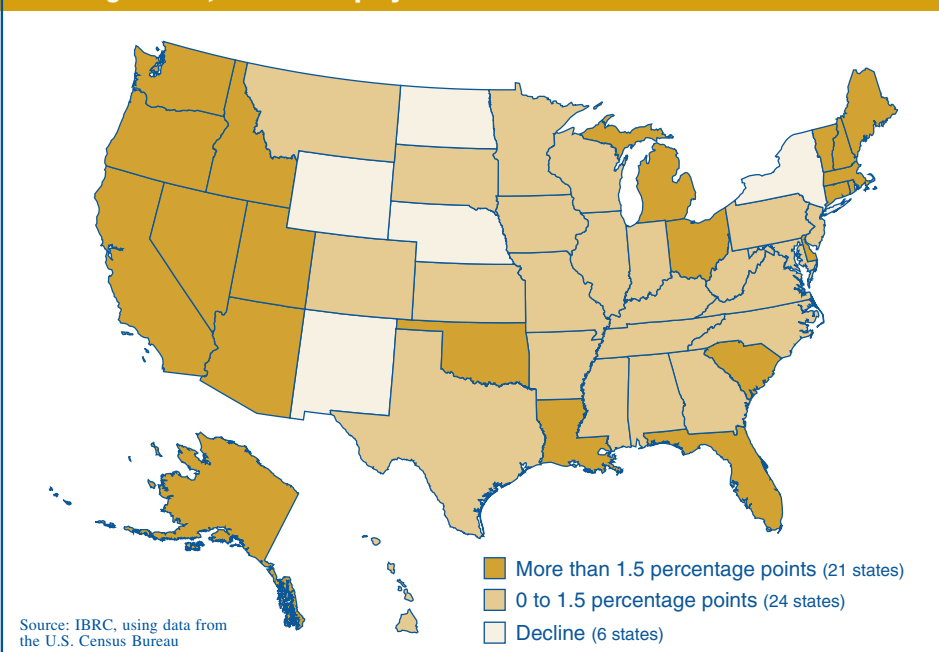 More than 1.5 percentage points (21 states)
0 to 1.5 percentage points (24 states)
Decline (6 states)
Source: IBRC, using data from
the U.S. Census Bureau